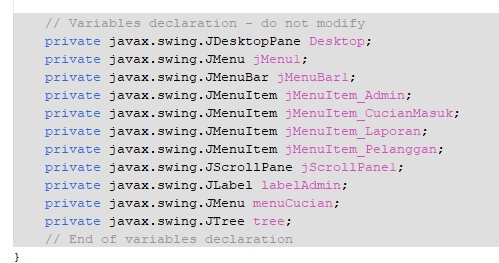 // Variables declaration - do not modify
private javax.swing.JDesktopPane Desktop;
private javax.swing.JMenu jMenu1;
private javax.swing.JMenuBar jMenuBar1;
private javax.swing.JMenuItem jMenuItem_Admin;
private javax.swing.JMenuItem jMenuItem_CucianMasuk;
private javax.swing.JMenuItem jMenuItem_Laporan;
private javax.swing.JMenuItem jMenuItem_Pelanggan;
private javax.swing.JScrollPane jScrollPane1;
private javax.swing.JLabel labelAdmin;
private javax.swing.JMenu menuCucian;
private javax.swing.JTree tree;
// End of variables declaration
}